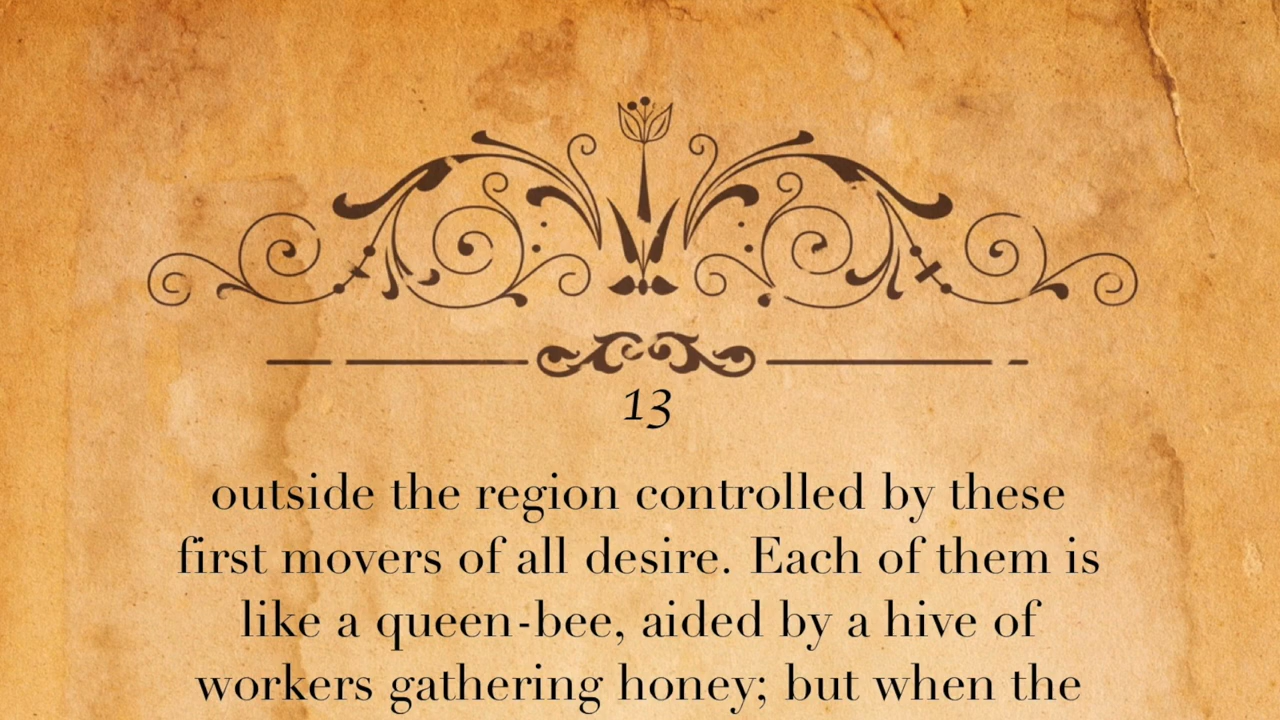 13
outside the region controlled by these
first movers of all desire. Each of them is
like a queen-bee, aided by a hive of
workers gathering honey; but when the